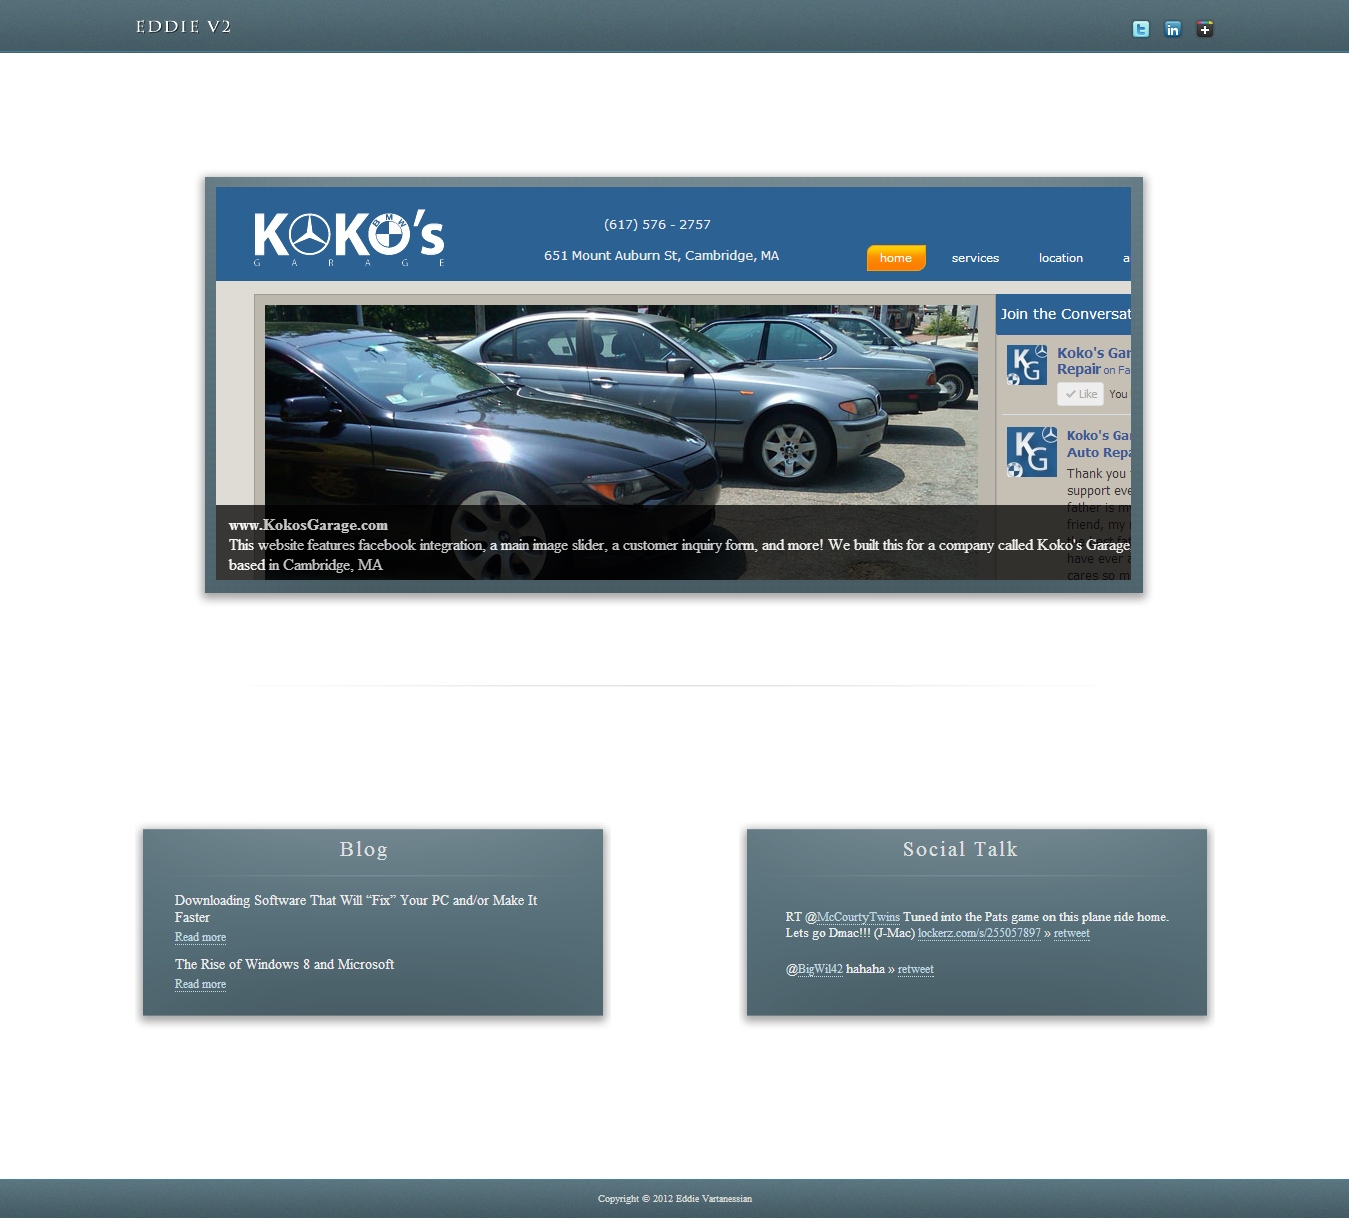 EDDIE V2
KOKO's
GARAGE
(617) 576 - 2757
651 Mount Auburn St, Cambridge, MA
home services location a
Join the Conversat
Koko's Gar
Repair on Fa
Like You
Koko's Ga
Auto Repa
Thank you
support eve
father is m
friend, my
have ever a
cares so m
www.KokosGarage.com
This website features facebook integration, a main image slider, a customer inquiry form, and more! We built this for a company called Koko's Garage
based in Cambridge, MA
Blog
Downloading Software That Will “Fix” Your PC and/or Make It
Faster
Read more
The Rise of Windows 8 and Microsoft
Read more
Social Talk
RT @McCourtyTwins Tuned into the Pats game on this plane ride home.
Lets go Dmac!!! (J-Mac) lockerz.com/s/255057897 » retweet
@BigWil42 hahaha » retweet
Copyright © 2012 Eddie Vartanessian